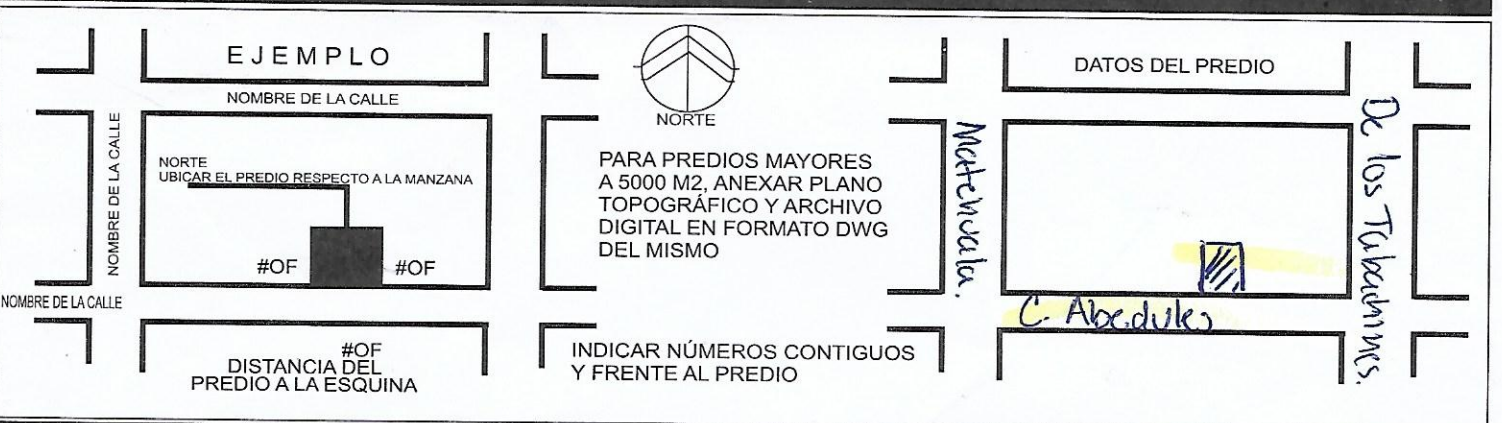 EJEMPLO
NOMBRE DE LA CALLE
NOMBRE DE LA CALLE
NORTE
UBICAR EL PREDIO RESPECTO A LA MANZANA
#OF
#OF
NOMBRE DE LA CALLE
#OF
DISTANCIA DEL
PREDIO A LA ESQUINA
NORTE
PARA PREDIOS MAYORES
A 5000 M2, ANEXAR PLANO
TOPOGRÁFICO Y ARCHIVO
DIGITAL EN FORMATO DWG
DEL MISMO
INDICAR NÚMEROS CONTIGUOS
Y FRENTE AL PREDIO
DATOS DEL PREDIO
Matehuala.
C. Abedules
De los Tabachines.